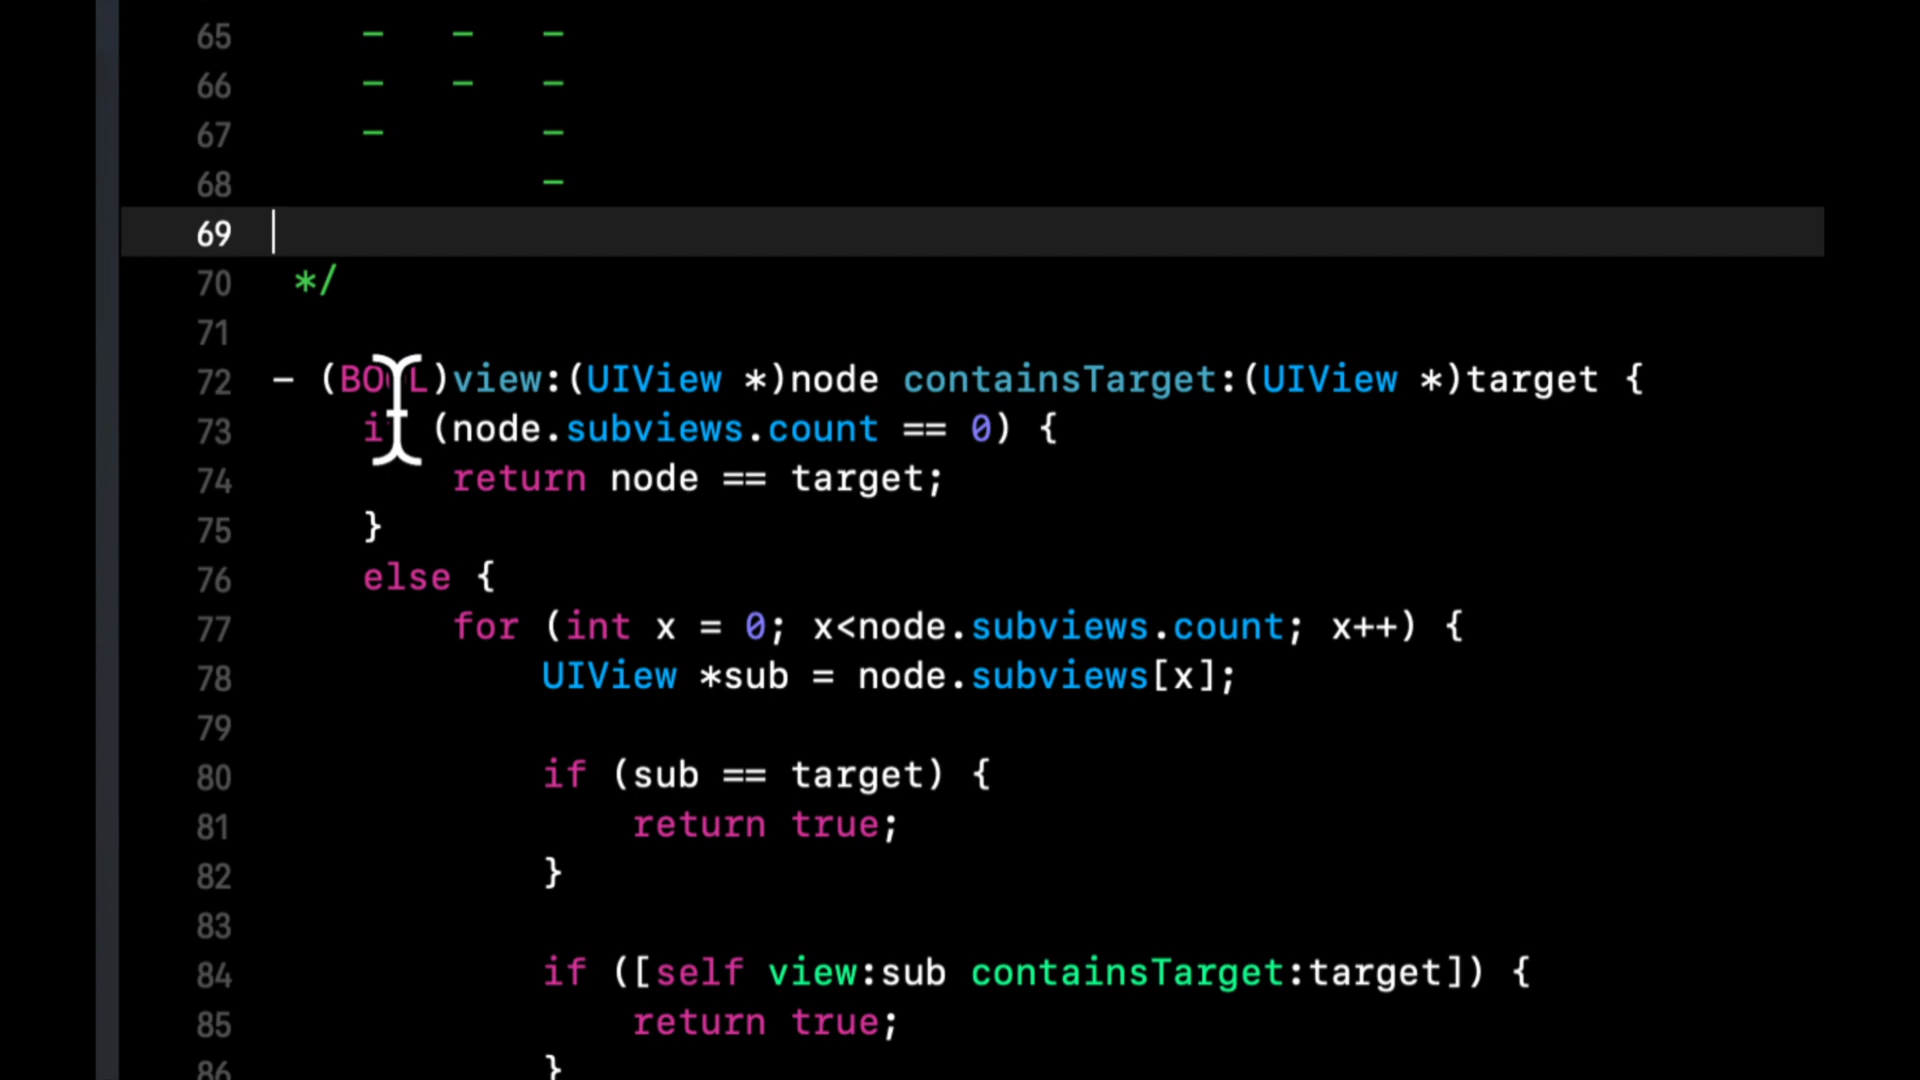 65     –   –   –
66     –   –   –
67     –       –
68             –
69
70  */
71
72 – (BOOL)view:(UIView *)node containsTarget:(UIView *)target {
73     if (node.subviews.count == 0) {
74         return node == target;
75     }
76     else {
77         for (int x = 0; x<node.subviews.count; x++) {
78             UIView *sub = node.subviews[x];
79
80             if (sub == target) {
81                 return true;
82             }
83
84             if ([self view:sub containsTarget:target]) {
85                 return true;
86             }